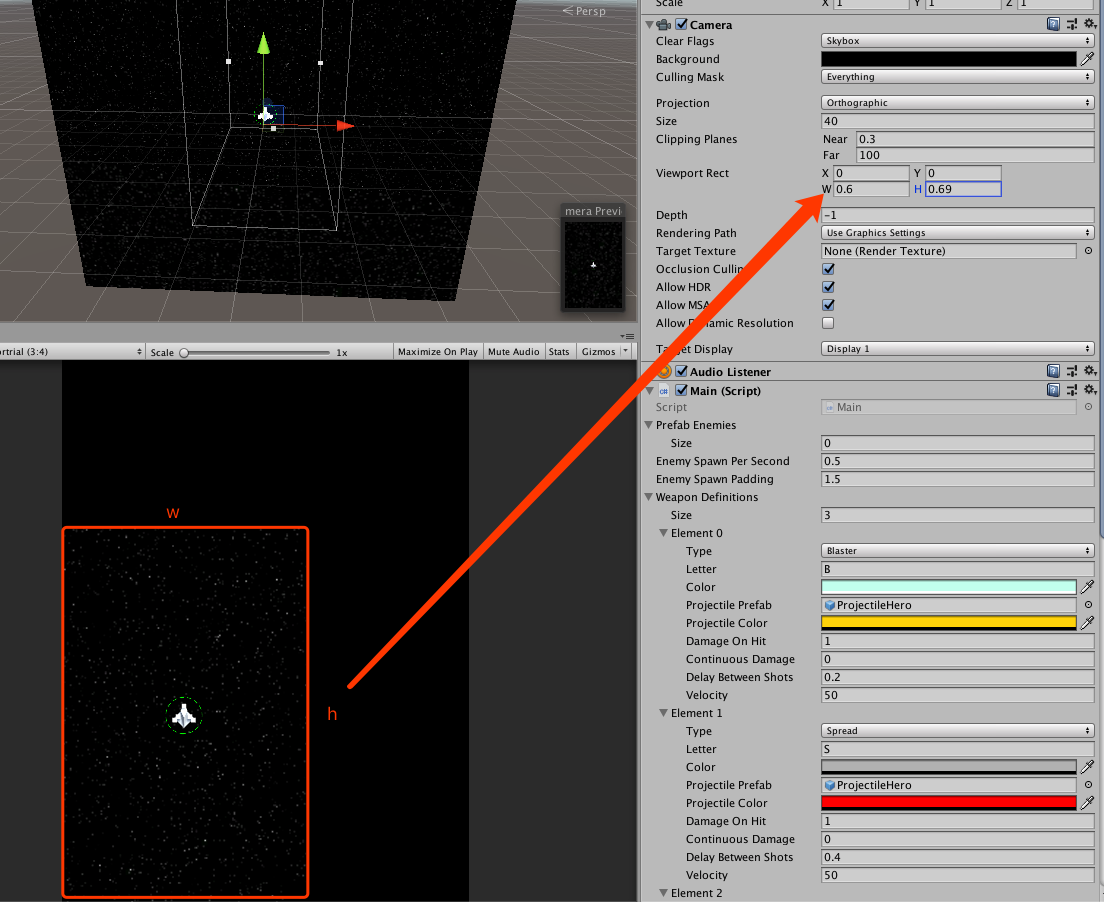 Persp
mera Previ
Scale X 1 Y 1 Z 1
Camera
Clear Flags Skybox
Background
Culling Mask Everything
Projection Orthographic
Size 40
Clipping Planes Near 0.3
Far 100
Viewport Rect X 0 Y 0
W 0.6 H 0.69
Depth -1
Rendering Path Use Graphics Settings
Target Texture None (Render Texture)
Occlusion Cullin
Allow HDR
Allow MSA
Allow Dynamic Resolution
Target Display Display 1
rtrial (3:4) Scale 1x Maximize On Play Mute Audio Stats Gizmos
w
h
Audio Listener
Main (Script)
Script Main
Prefab Enemies
Size 0
Enemy Spawn Per Second 0.5
Enemy Spawn Padding 1.5
Weapon Definitions
Size 3
Element 0
Type Blaster
Letter B
Color
Projectile Prefab ProjectileHero
Projectile Color
Damage On Hit 1
Continuous Damage 0
Delay Between Shots 0.2
Velocity 50
Element 1
Type Spread
Letter S
Color
Projectile Prefab ProjectileHero
Projectile Color
Damage On Hit 1
Continuous Damage 0
Delay Between Shots 0.4
Velocity 50
Element 2